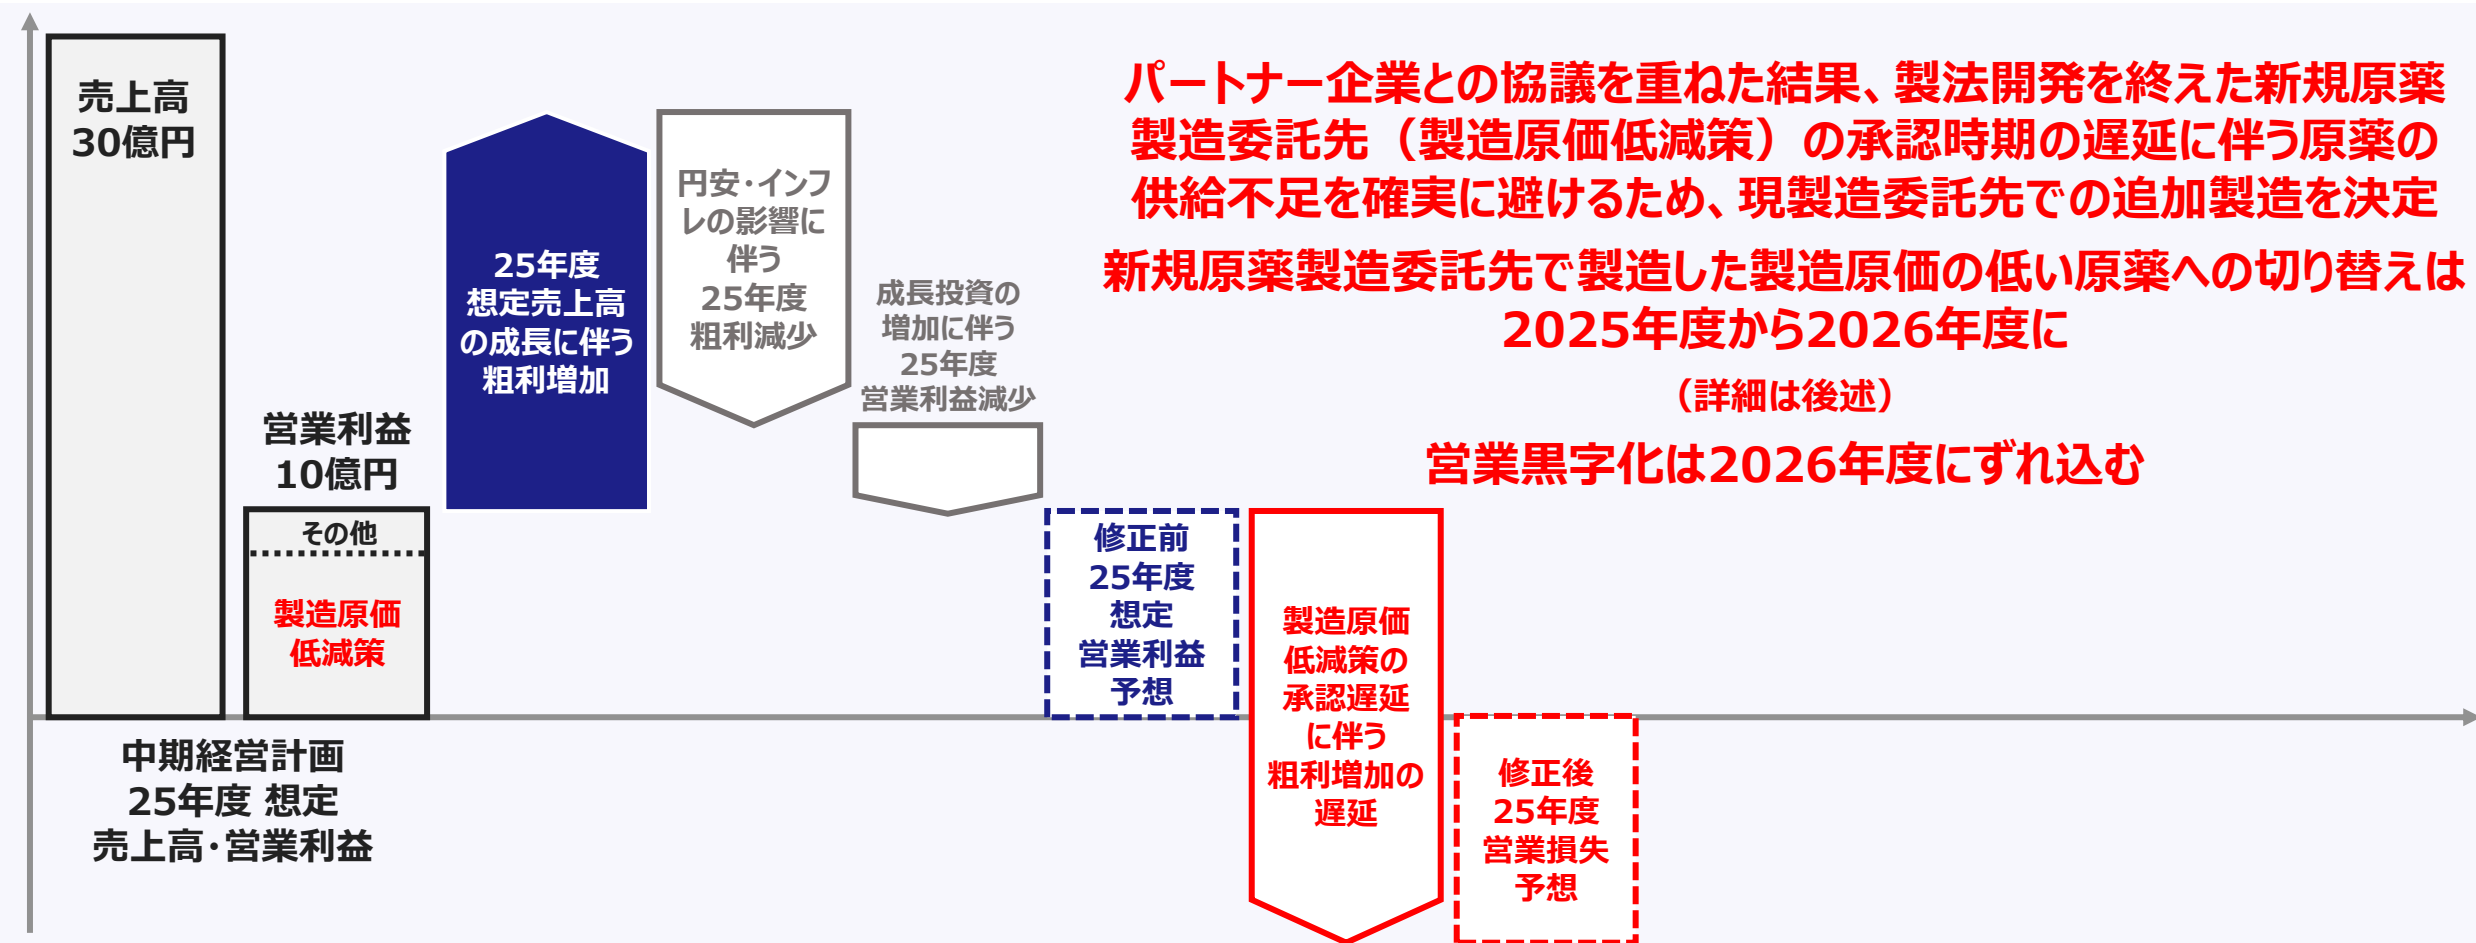 売上高
30億円
営業利益
10億円
その他
製造原価
低減策
中期経営計画
25年度 想定
売上高・営業利益
25年度
想定売上高
の成長に伴う
粗利増加
円安・インフ
レの影響に
伴う
25年度
粗利減少
成長投資の
増加に伴う
25年度
営業利益減少
修正前
25年度
想定
営業利益
予想
製造原価
低減策の
承認遅延
に伴う
粗利増加の
遅延
修正後
25年度
営業損失
予想
パートナー企業との協議を重ねた結果、製法開発を終えた新規原薬
製造委託先（製造原価低減策）の承認時期の遅延に伴う原薬の
供給不足を確実に避けるため、現製造委託先での追加製造を決定
新規原薬製造委託先で製造した製造原価の低い原薬への切り替えは
2025年度から2026年度に
（詳細は後述）
営業黒字化は2026年度にずれ込む